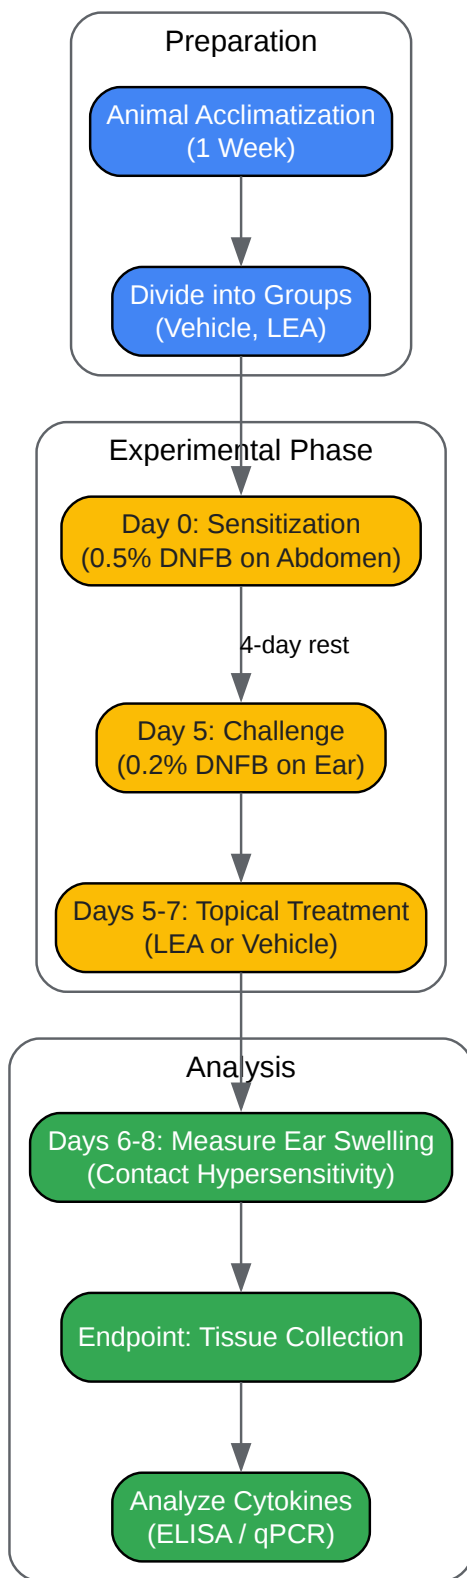 Preparation
Animal Acclimatization
(1 Week)
Divide into Groups
(Vehicle, LEA)
Experimental Phase
Day 0: Sensitization
(0.5% DNFB on Abdomen)
4-day rest
Day 5: Challenge
(0.2% DNFB on Ear)
Days 5-7: Topical Treatment
(LEA or Vehicle)
Analysis
Days 6-8: Measure Ear Swelling
(Contact Hypersensitivity)
Endpoint: Tissue Collection
Analyze Cytokines
(ELISA / qPCR)